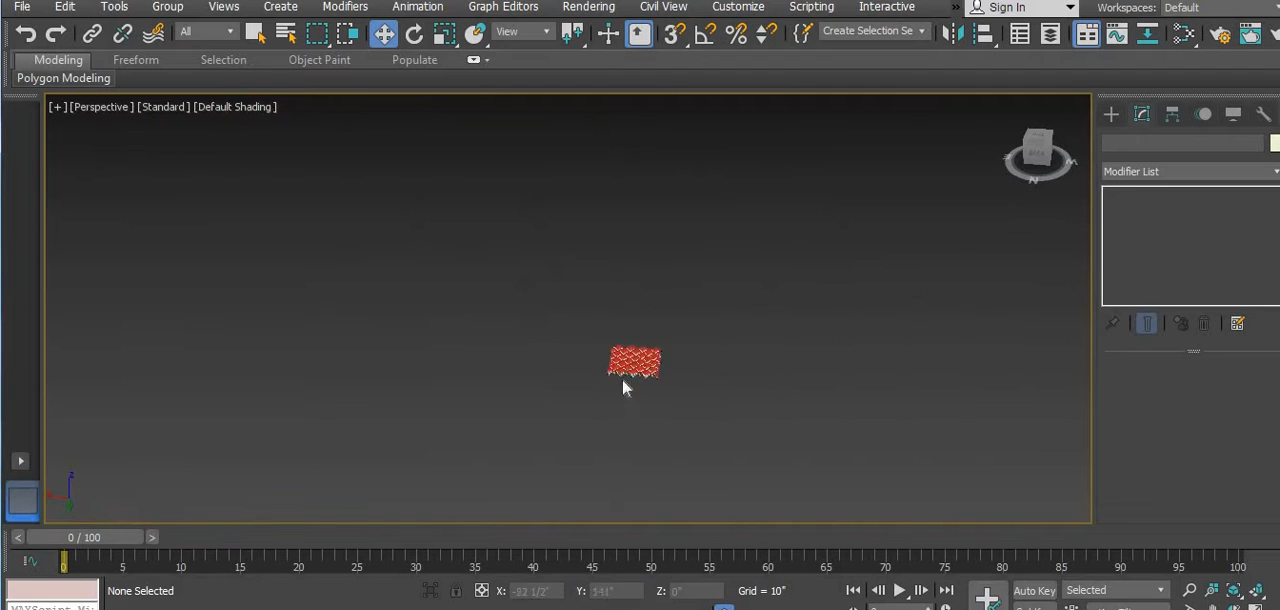 File Edit Tools Group Views Create Modifiers Animation Graph Editors Rendering Civil View Customize Scripting Interactive » Sign In Workspaces: Default
All View Create Selection Se
Modeling Freeform Selection Object Paint Populate
Polygon Modeling
[+] [Perspective ] [Standard ] [Default Shading ]
Modifier List
N
z
< 0 / 100 >
0 5 10 15 20 25 30 35 40 45 50 55 60 65 70 75 80 85 90 95 100
None Selected X: Y: Z: 0" Grid = 10" Auto Key Selected